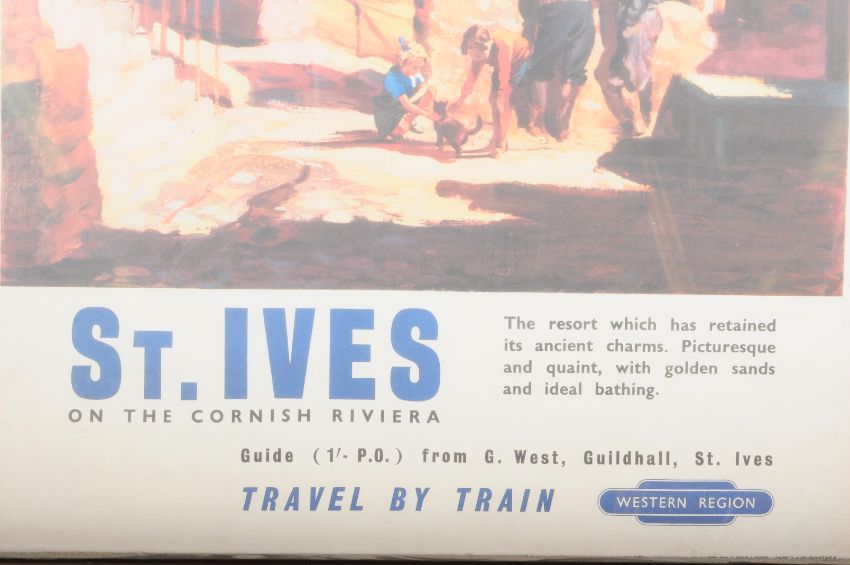 ST. IVES
ON THE CORNISH RIVIERA
The resort which has retained
its ancient charms. Picturesque
and quaint, with golden sands
and ideal bathing.
Guide (1/- P.O.) from G. West, Guildhall, St. Ives
TRAVEL BY TRAIN
WESTERN REGION